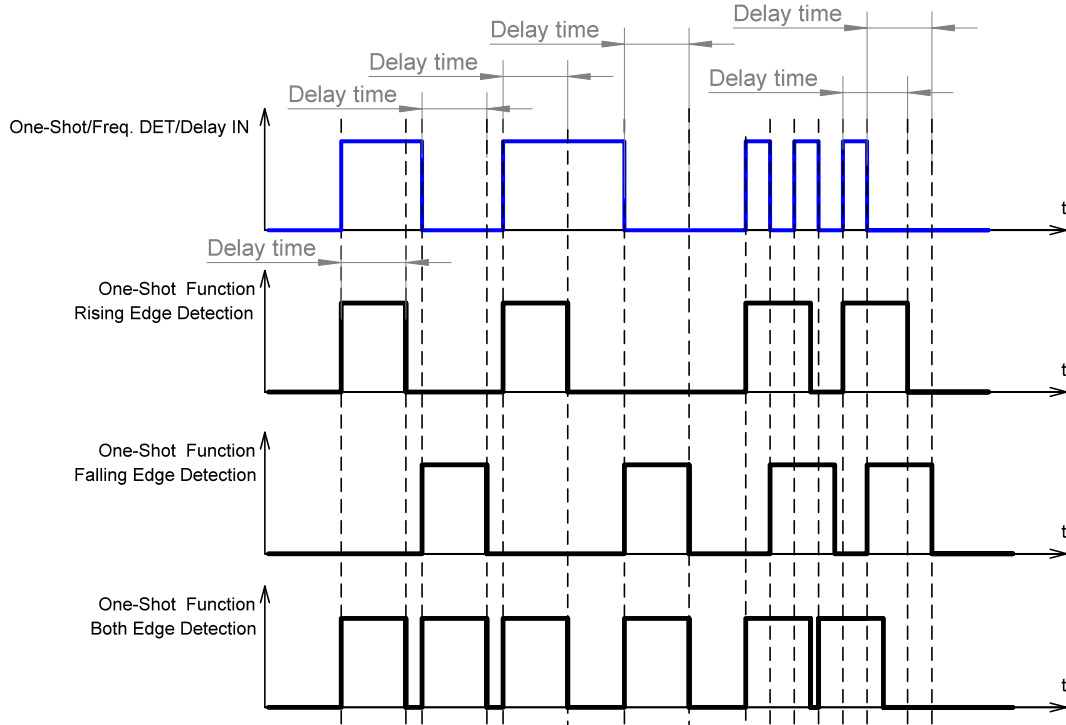 Delay time
Delay time
Delay time
Delay time
Delay time
One-Shot/Freq. DET/Delay IN
t
Delay time
One-Shot Function
Rising Edge Detection
t
One-Shot Function
Falling Edge Detection
t
One-Shot Function
Both Edge Detection
t